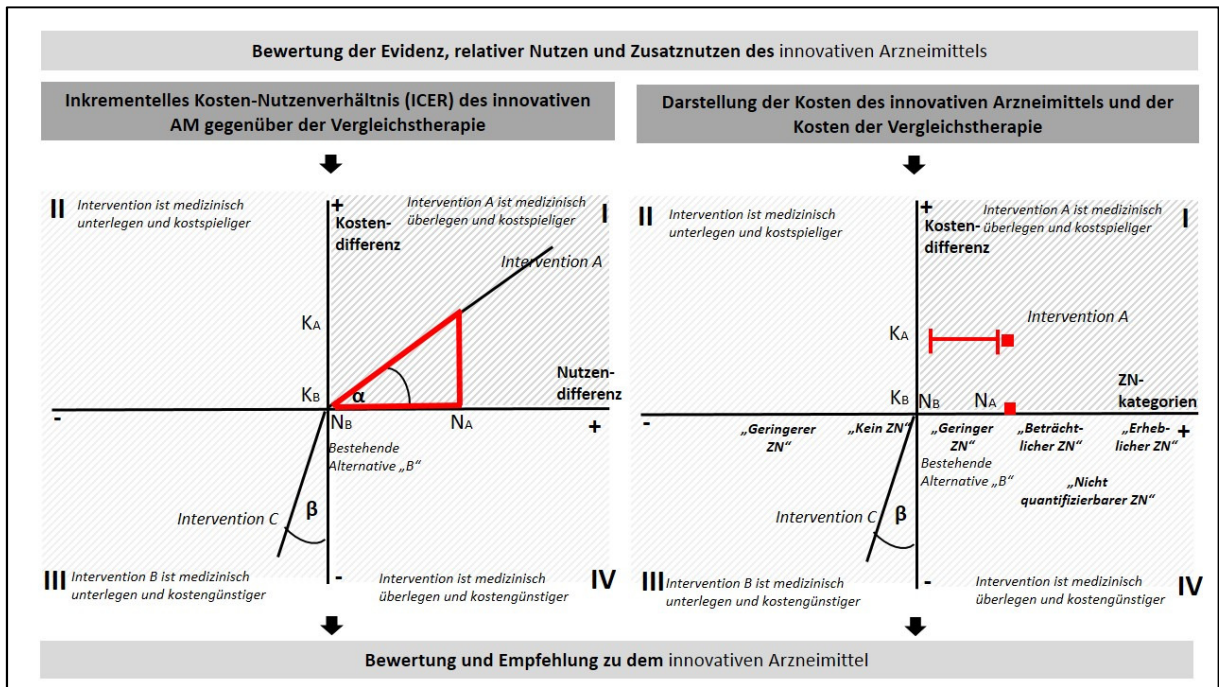 Bewertung der Evidenz, relativer Nutzen und Zusatznutzen des innovativen Arzneimittels
Inkrementelles Kosten-Nutzenverhältnis (ICER) des innovativen
AM gegenüber der Vergleichstherapie
II
Intervention ist medizinisch
unterlegen und kostspieliger
+
Kosten-
differenz
Intervention A ist medizinisch
überlegen und kostspieliger
I
Intervention A
KA
KB
α
Nutzen-
differenz
-
NB
NA
+
Bestehende
Alternative „B“
Intervention C
β
III
Intervention B ist medizinisch
unterlegen und kostengünstiger
-
Intervention ist medizinisch
überlegen und kostengünstiger
IV
Darstellung der Kosten des innovativen Arzneimittels und der
Kosten der Vergleichstherapie
II
Intervention ist medizinisch
unterlegen und kostspieliger
+
Kosten-
differenz
Intervention A ist medizinisch
überlegen und kostspieliger
I
Intervention A
KA
KB
NB
NA
ZN-
kategorien
-
„Geringerer
ZN“
„Kein ZN“
„Geringer
ZN“
„Beträcht-
licher ZN“
„Erheb-
licher ZN“
+
Bestehende
Alternative „B“
„Nicht
quantifizierbarer ZN“
Intervention C
β
III
Intervention B ist medizinisch
unterlegen und kostengünstiger
-
Intervention ist medizinisch
überlegen und kostengünstiger
IV
Bewertung und Empfehlung zu dem innovativen Arzneimittel